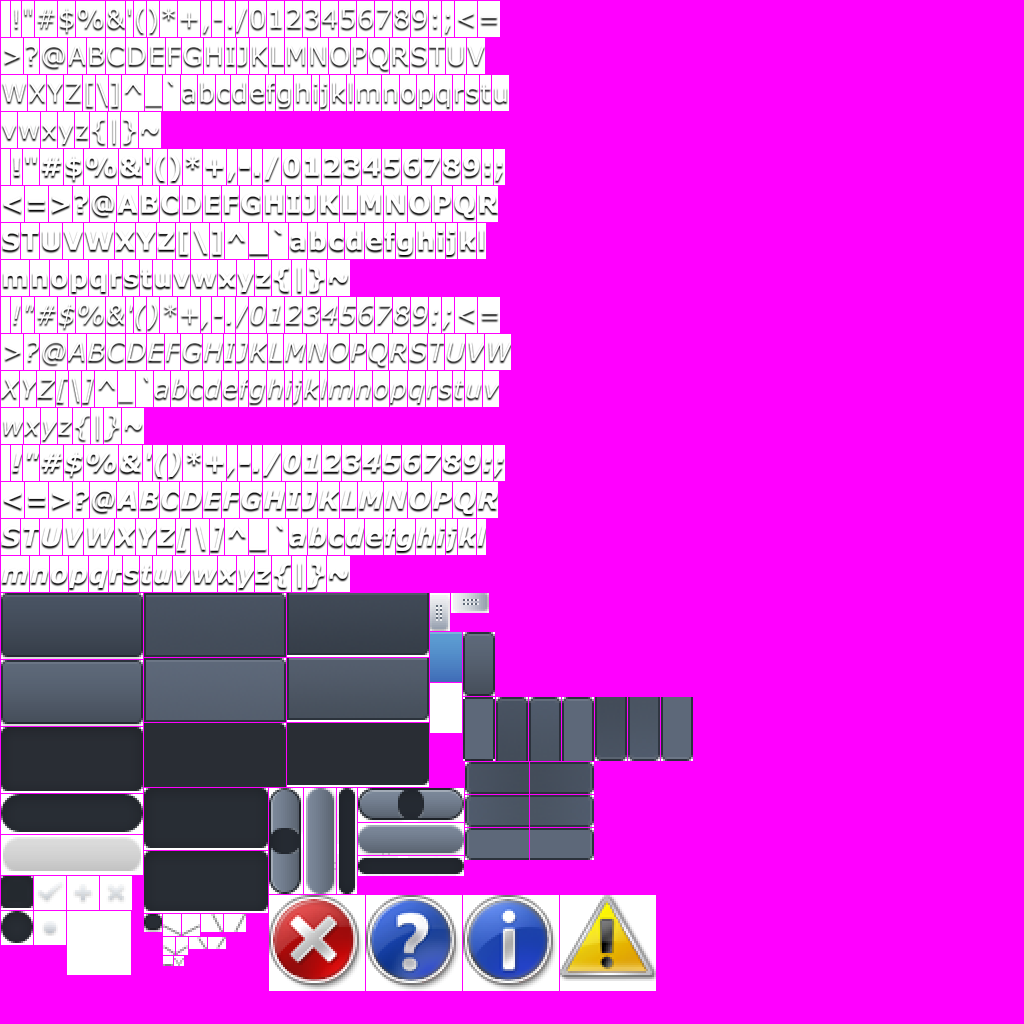 !"#$%&'()*+,-./0123456789:;<=
>?@ABCDEFGHIJKLMNOPQRSTUV
WXYZ[\]^_`abcdefghijklmnopqrstu
vwxyz{|}~
!"#$%&'()*+,-./0123456789:;
<=>?@ABCDEFGHIJKLMNOPQR
STUVWXYZ[\]^_`abcdefghijkl
mnopqrstuvwxyz{|}~
!"#$%&'()*+,-./0123456789:;<=
>?@ABCDEFGHIJKLMNOPQRSTUVW
XYZ[\]^_`abcdefghijklmnopqrstuv
wxyz{|}~
!"#$%&'()*+,-./0123456789:;
<=>?@ABCDEFGHIJKLMNOPQR
STUVWXYZ[\]^_`abcdefghijkl
mnopqrstuvwxyz{|}~